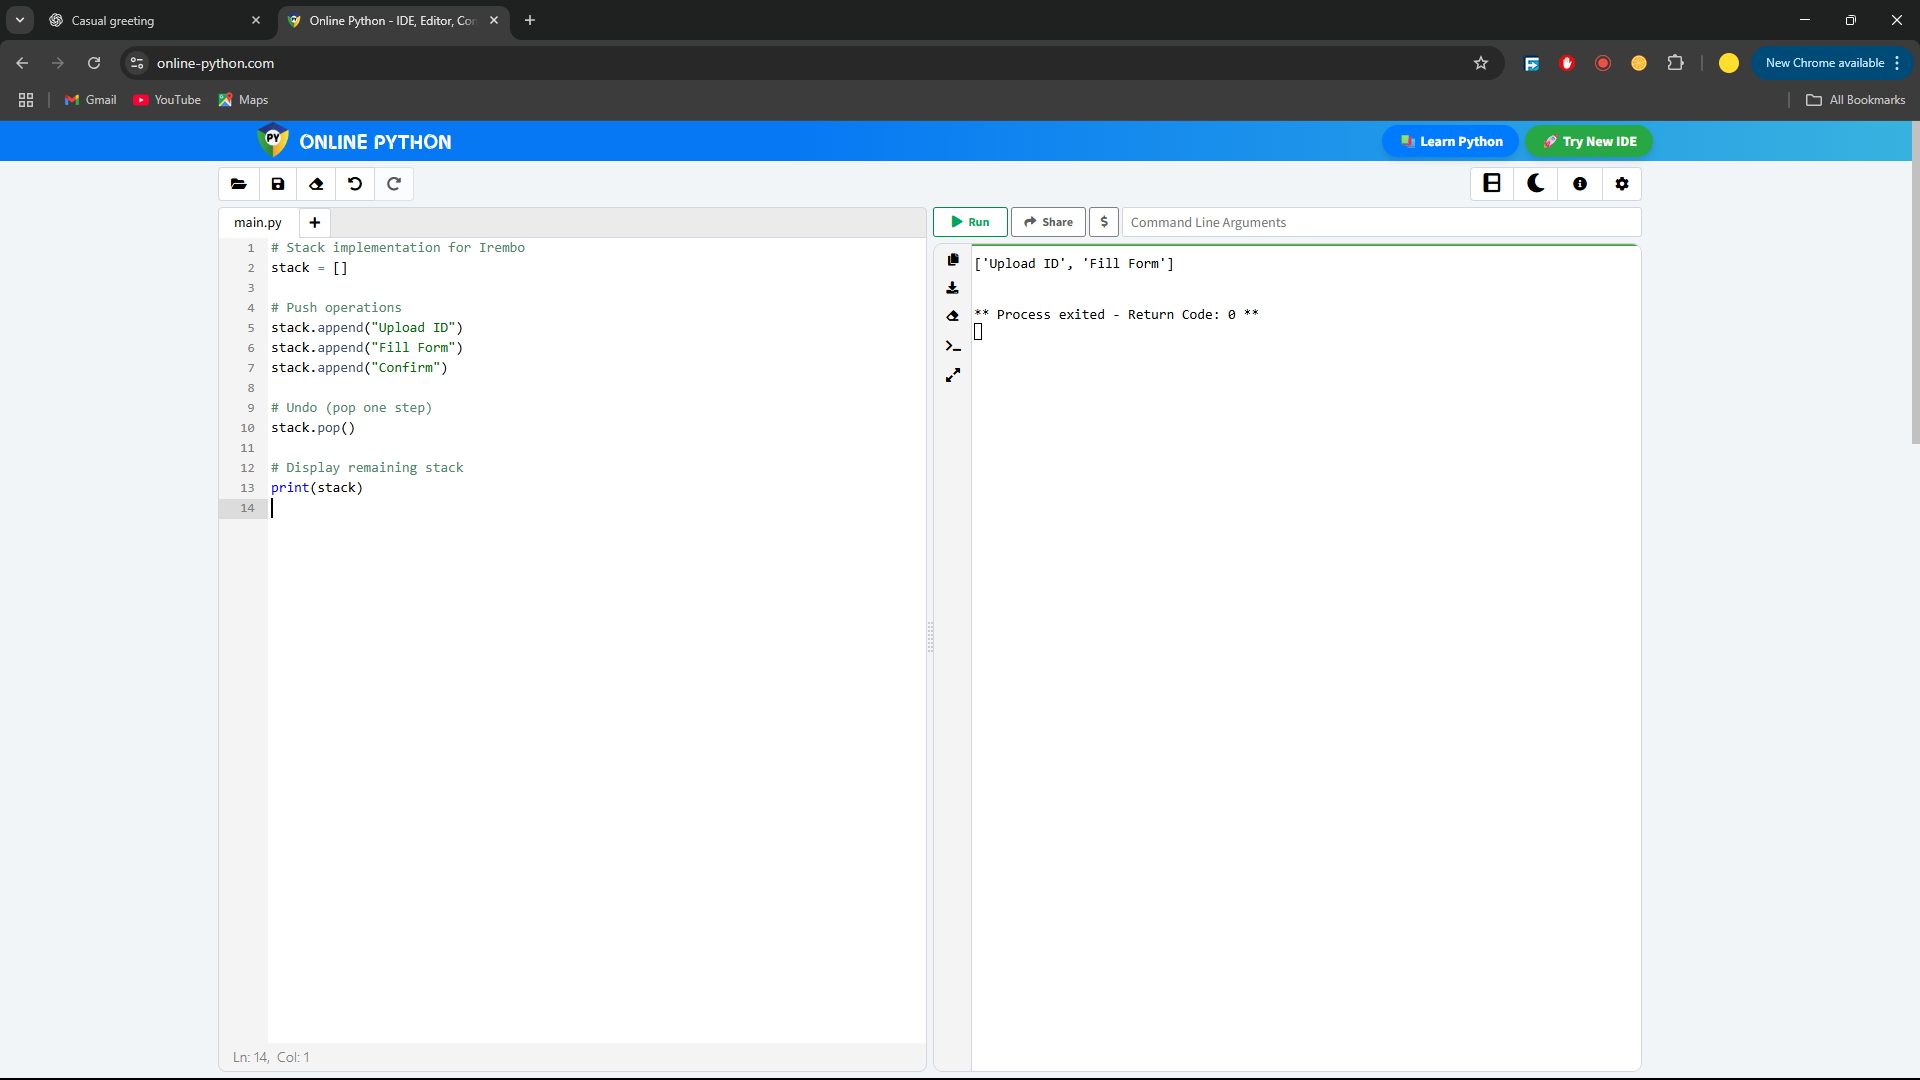 Casual greeting
Online Python - IDE, Editor, Con
online-python.com
New Chrome available
Gmail
YouTube
Maps
All Bookmarks
PY
ONLINE PYTHON
Learn Python
Try New IDE
main.py
+
Run
Share
$
Command Line Arguments
1 # Stack implementation for Irembo
2 stack = []
3
4 # Push operations
5 stack.append("Upload ID")
6 stack.append("Fill Form")
7 stack.append("Confirm")
8
9 # Undo (pop one step)
10 stack.pop()
11
12 # Display remaining stack
13 print(stack)
14
['Upload ID', 'Fill Form']
** Process exited - Return Code: 0 **
Ln: 14, Col: 1